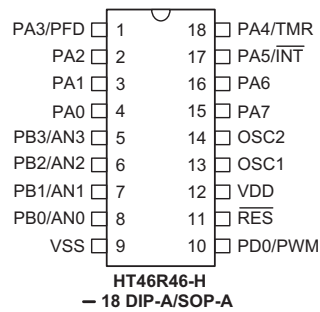 PA3/PFD 1 18 PA4/TMR
PA2 2 17 PA5/INT
PA1 3 16 PA6
PA0 4 15 PA7
PB3/AN3 5 14 OSC2
PB2/AN2 6 13 OSC1
PB1/AN1 7 12 VDD
PB0/AN0 8 11 RES
VSS 9 10 PD0/PWM
HT46R46-H
– 18 DIP-A/SOP-A